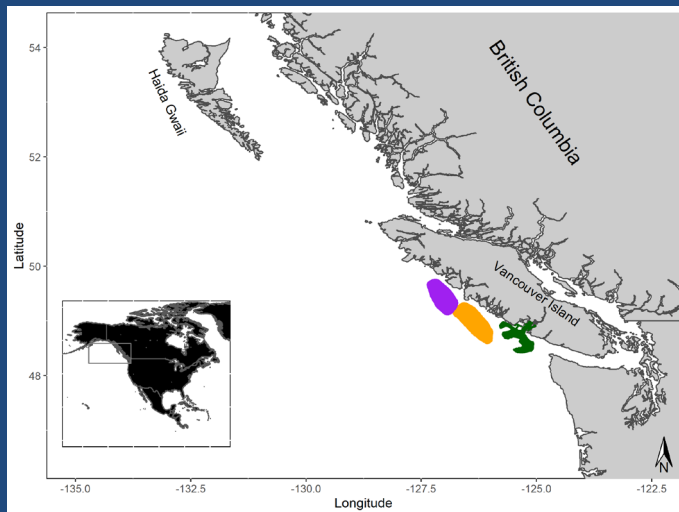 54
52
50
48
Latitude
Haida Gwaii
British Columbia
Vancouver Island
N
-135.0
-132.5
-130.0
-127.5
-125.0
-122.5
Longitude